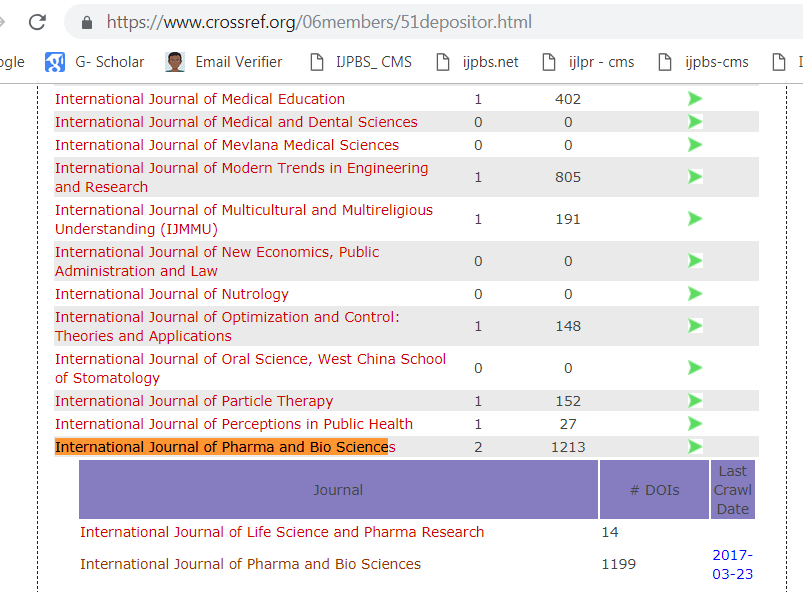 https://www.crossref.org/06members/51depositor.html
ogle G- Scholar Email Verifier IJPBS_ CMS ijpbs.net ijlpr - cms ijpbs-cms I
International Journal of Medical Education 1 402
International Journal of Medical and Dental Sciences 0 0
International Journal of Mevlana Medical Sciences 0 0
International Journal of Modern Trends in Engineering
and Research 1 805
International Journal of Multicultural and Multireligious
Understanding (IJMMU) 1 191
International Journal of New Economics, Public
Administration and Law 0 0
International Journal of Nutrology 0 0
International Journal of Optimization and Control:
Theories and Applications 1 148
International Journal of Oral Science, West China School
of Stomatology 0 0
International Journal of Particle Therapy 1 152
International Journal of Perceptions in Public Health 1 27
International Journal of Pharma and Bio Sciences 2 1213
Journal # DOIs Last
Crawl
Date
International Journal of Life Science and Pharma Research 14
International Journal of Pharma and Bio Sciences 1199 2017-
03-23